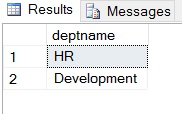 Results Messages
deptname
1 HR
2 Development